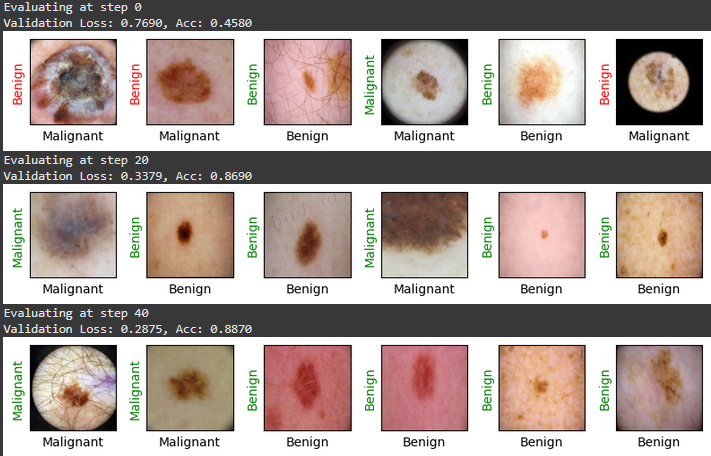 Evaluating at step 0
Validation Loss: 0.7690, Acc: 0.4580
Benign Benign Benign Malignant Benign Benign
Malignant Malignant Benign Malignant Benign Malignant
Evaluating at step 20
Validation Loss: 0.3379, Acc: 0.8690
Malignant Benign Benign Malignant Benign Benign
Malignant Benign Benign Malignant Benign Benign
Evaluating at step 40
Validation Loss: 0.2875, Acc: 0.8870
Malignant Malignant Benign Benign Benign Benign
Malignant Malignant Benign Benign Benign Benign